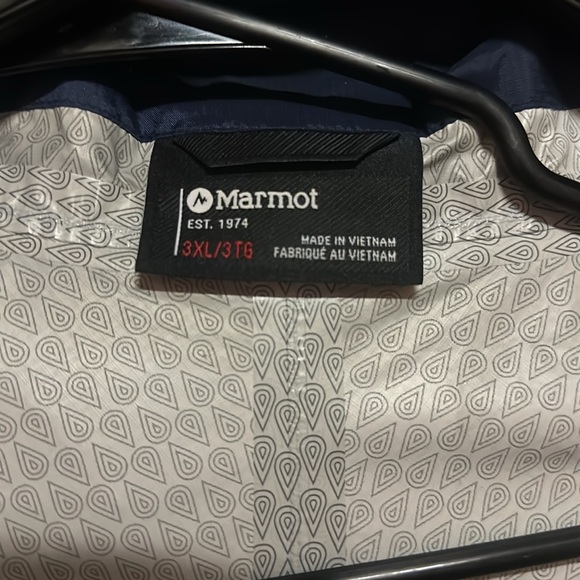 Marmot
EST. 1974
3XL/3TG
MADE IN VIETNAM
FABRIQUÉ AU VIETNAM